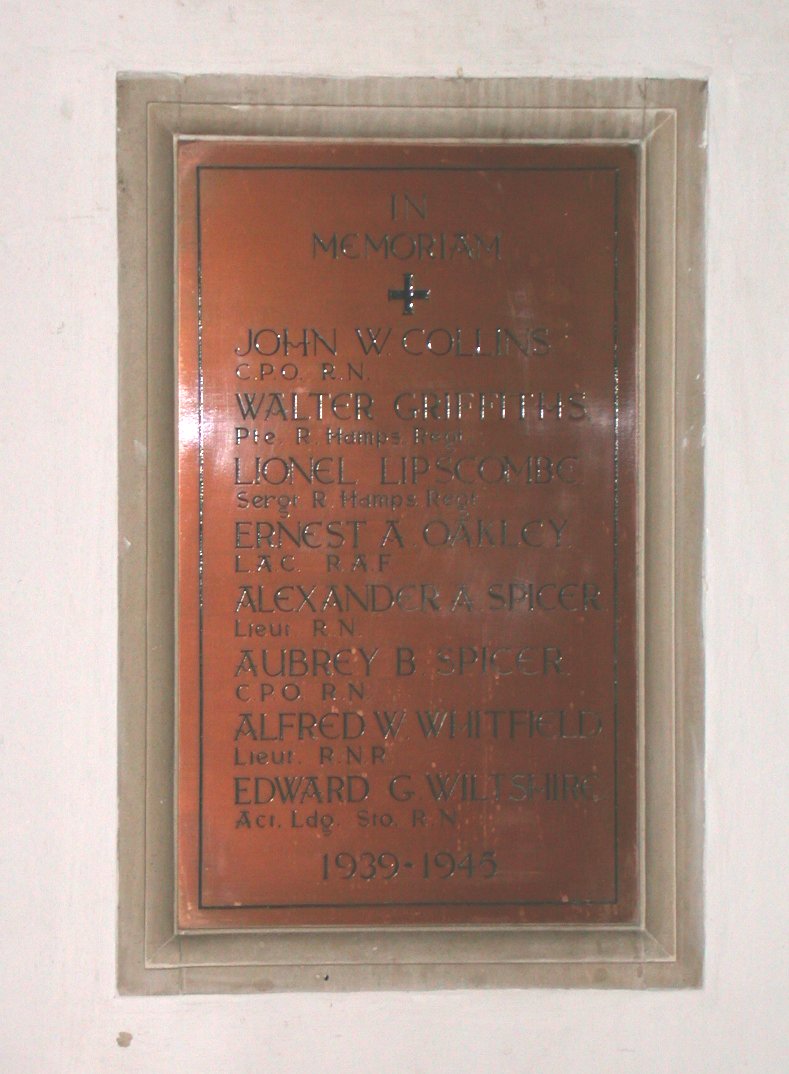 IN
MEMORIAM
JOHN W. COLLINS
C.P.O. R.N.
WALTER GRIFFITHS
Pte. R. Hamps. Regt.
LIONEL LIPSCOMBE
Sergt. R. Hamps. Regt.
ERNEST A. OAKLEY.
L.A.C. R.A.F
ALEXANDER A SPICER
Lieut. R.N.
AUBREY B. SPICER.
C.P.O. R.N.
ALFRED W. WHITFIELD
Lieut. R.N.R.
EDWARD G. WILTSHIRE.
Act. Ldg. Sto. R.N.
1939-1945